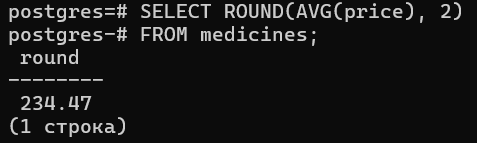 postgres=# SELECT ROUND(AVG(price), 2)
postgres-# FROM medicines;
 round
--------
 234.47
(1 строка)